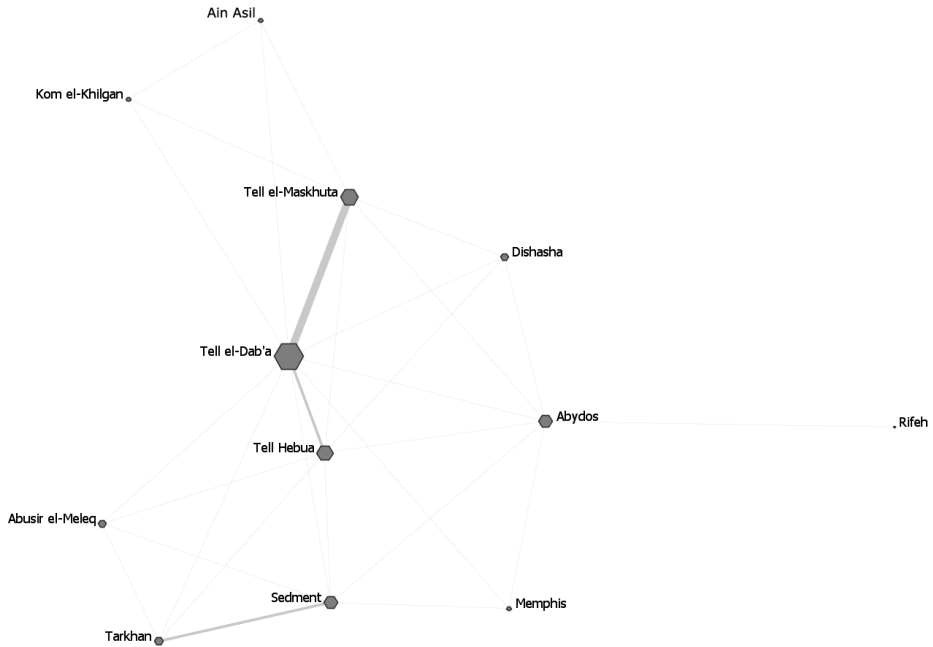 Ain Asil
Kom el-Khilgan
Tell el-Maskhuta
Dishasha
Tell el-Dab'a
Abydos
Rifeh
Tell Hebua
Abusir el-Meleq
Sedment
Memphis
Tarkhan